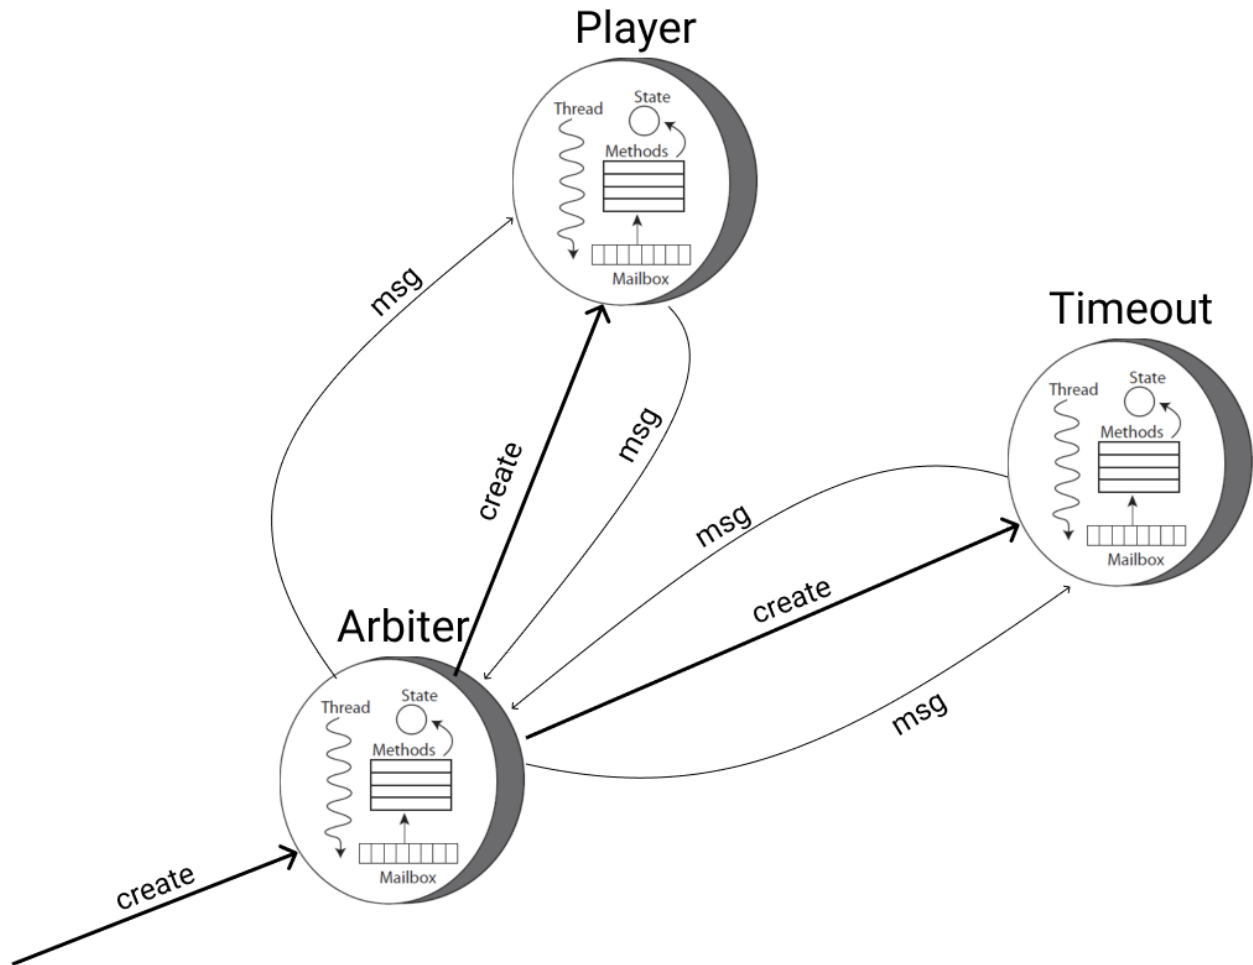 Player
State
Thread
Methods
Mailbox
msg
Timeout
State
Thread
Methods
Mailbox
create
msg
msg
create
msg
Arbiter
State
Thread
Methods
Mailbox
create